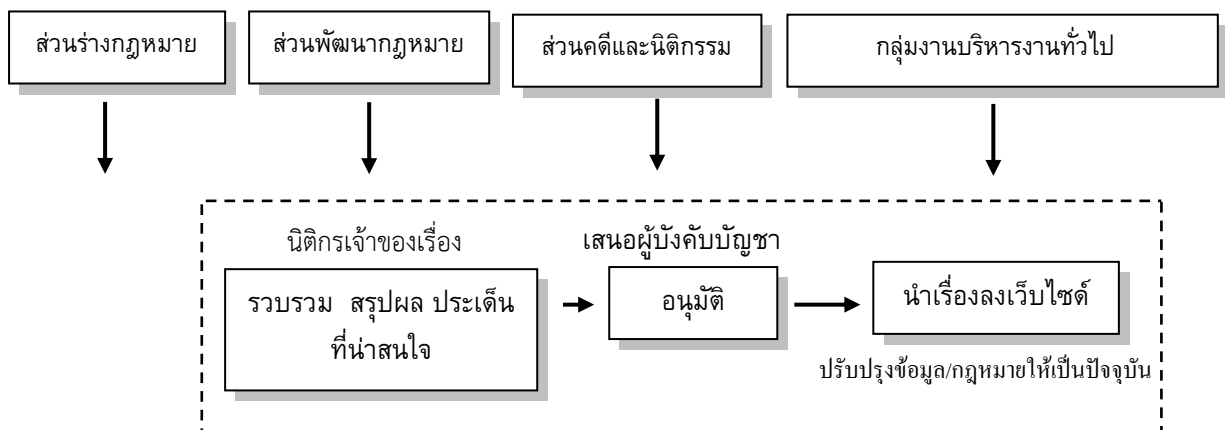 ส่วนร่างกฎหมาย
ส่วนพัฒนากฎหมาย
ส่วนคดีและนิติกรรม
กลุ่มงานบริหารงานทั่วไป
นิติกรเจ้าของเรื่อง
รวบรวม สรุปผล ประเด็น
ที่น่าสนใจ
เสนอผู้บังคับบัญชา
อนุมัติ
นำเรื่องลงเว็บไซต์
ปรับปรุงข้อมูล/กฎหมายให้เป็นปัจจุบัน